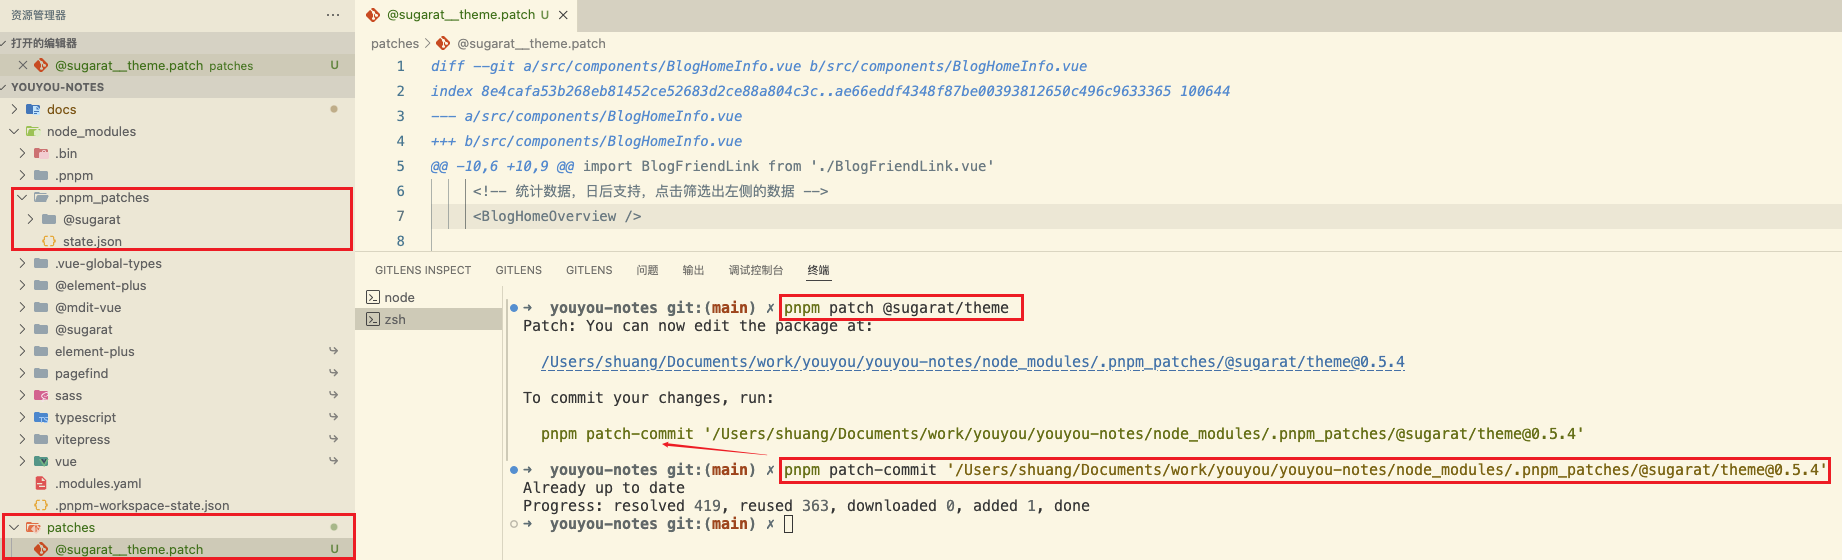 资源管理器
打开的编辑器
@sugarat__theme.patch patches U
YOUYOU-NOTES
docs
node_modules
.bin
.pnpm
.pnpm_patches
@sugarat
state.json
.vue-global-types
@element-plus
@mdit-vue
@sugarat
element-plus
pagefind
sass
typescript
vitepress
vue
.modules.yaml
.pnpm-workspace-state.json
patches
@sugarat__theme.patch U
@sugarat__theme.patch U
patches > @sugarat__theme.patch
1 diff --git a/src/components/BlogHomeInfo.vue b/src/components/BlogHomeInfo.vue
2 index 8e4cafa53b268eb81452ce52683d2ce88a804c3c..ae66eddf4348f87be00393812650c496c9633365 100644
3 --- a/src/components/BlogHomeInfo.vue
4 +++ b/src/components/BlogHomeInfo.vue
5 @@ -10,6 +10,9 @@ import BlogFriendLink from './BlogFriendLink.vue'
6 <!-- 统计数据，日后支持，点击筛选出左侧的数据 -->
7 <BlogHomeOverview />
8
GITLENS INSPECT GITLENS GITLENS 问题 输出 调试控制台 终端
node
zsh
➜ youyou-notes git:(main) ✗ pnpm patch @sugarat/theme
Patch: You can now edit the package at:
/Users/shuang/Documents/work/youyou/youyou-notes/node_modules/.pnpm_patches/@sugarat/theme@0.5.4
To commit your changes, run:
pnpm patch-commit '/Users/shuang/Documents/work/youyou/youyou-notes/node_modules/.pnpm_patches/@sugarat/theme@0.5.4'
➜ youyou-notes git:(main) ✗ pnpm patch-commit '/Users/shuang/Documents/work/youyou/youyou-notes/node_modules/.pnpm_patches/@sugarat/theme@0.5.4'
Already up to date
Progress: resolved 419, reused 363, downloaded 0, added 1, done
➜ youyou-notes git:(main) ✗